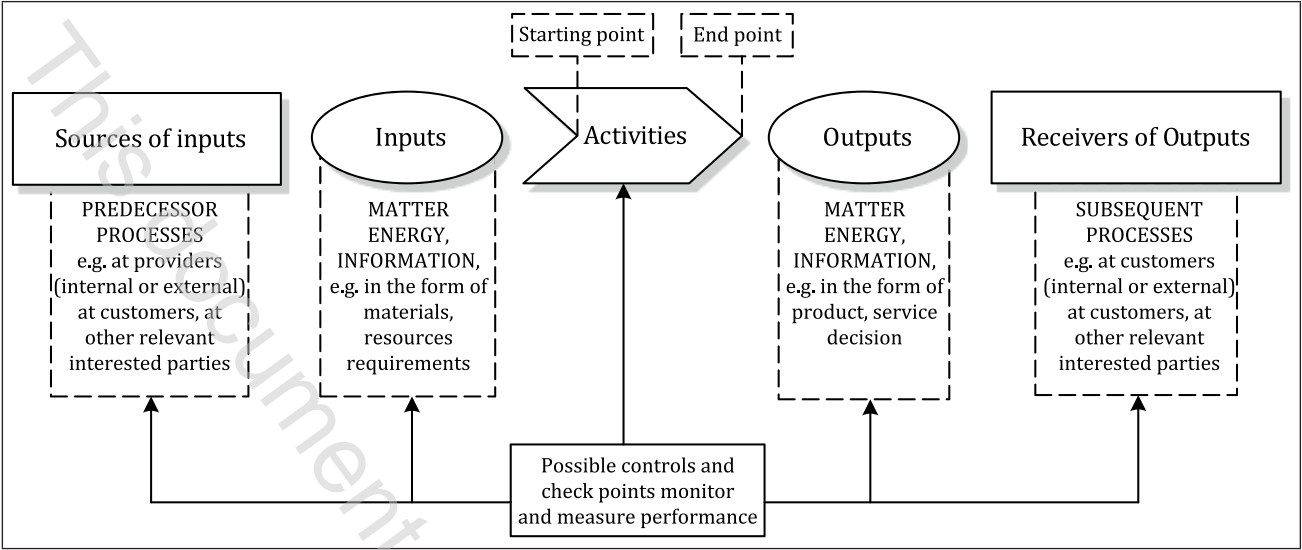 Starting point
End point
Sources of inputs
Inputs
Activities
Outputs
Receivers of Outputs
PREDECESSOR
PROCESSES
e.g. at providers
(internal or external)
at customers, at
other relevant
interested parties
MATTER
ENERGY,
INFORMATION,
e.g. in the form of
materials,
resources
requirements
MATTER
ENERGY,
INFORMATION,
e.g. in the form of
product, service
decision
SUBSEQUENT
PROCESSES
e.g. at customers
(internal or external)
at customers, at
other relevant
interested parties
Possible controls and
check points monitor
and measure performance
This document